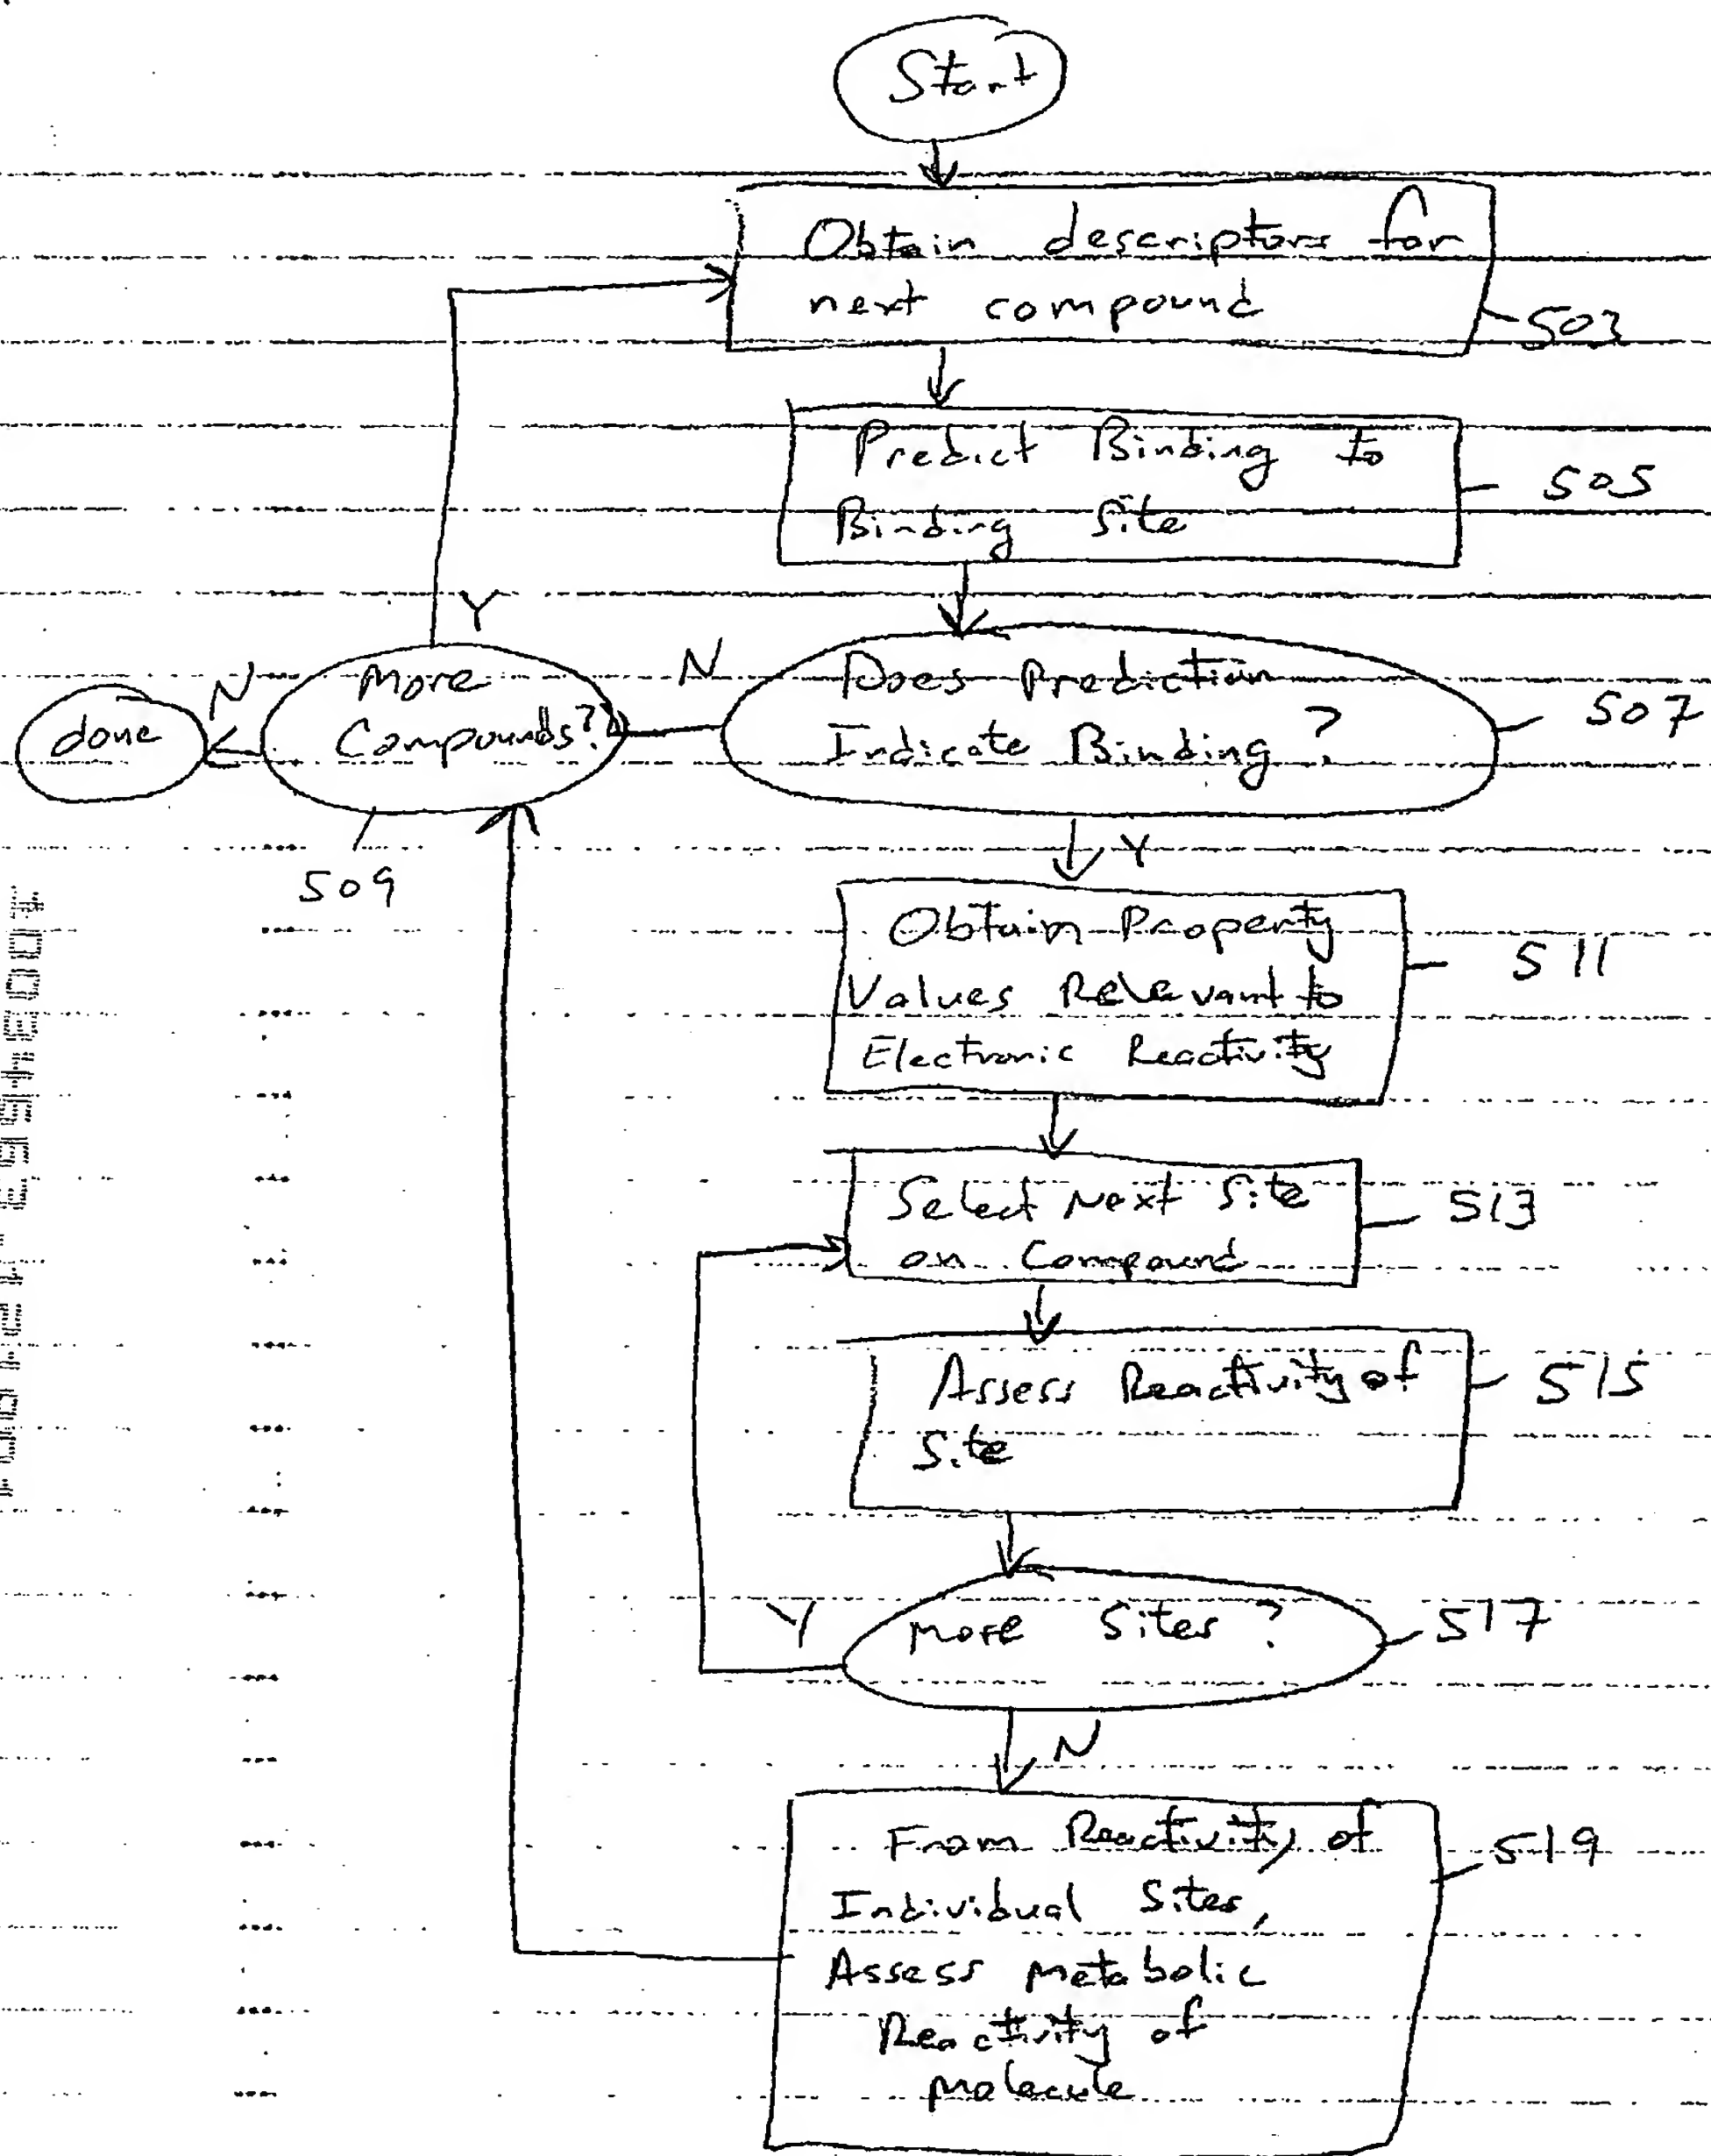 Start
Obtain descriptors for
next compound
503
Predict Binding to
Binding Site
505
Y
done
N
More
Compounds?
N
Does Prediction
Indicate Binding?
507
509
Y
Obtain Property
Values Relevant to
Electronic Reactivity
511
Select Next Site
on Compound
513
Assess Reactivity of
Site
515
Y
More Sites?
517
N
From Reactivity of
Individual Sites,
Assess Metabolic
Reactivity of
Molecule
519